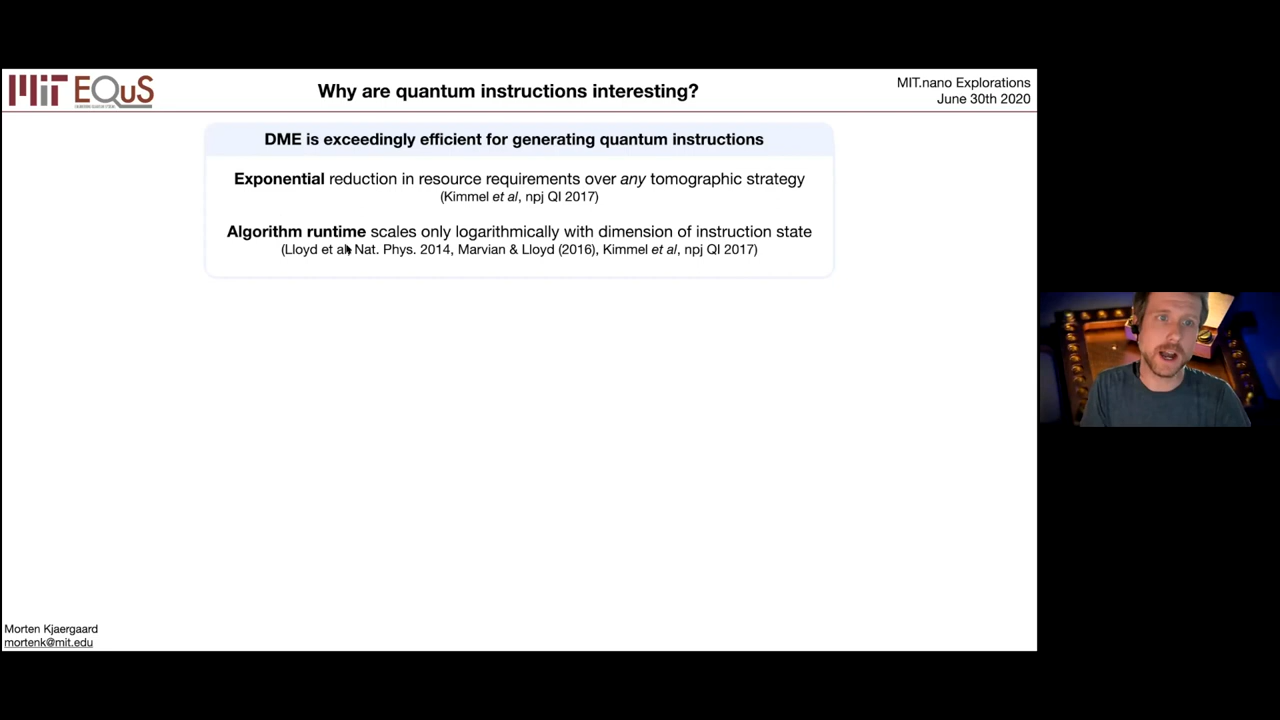 MIT EQuS
Why are quantum instructions interesting?
MIT.nano Explorations
June 30th 2020
DME is exceedingly efficient for generating quantum instructions
Exponential reduction in resource requirements over any tomographic strategy
(Kimmel et al, npj QI 2017)
Algorithm runtime scales only logarithmically with dimension of instruction state
(Lloyd et al, Nat. Phys. 2014, Marvian & Lloyd (2016), Kimmel et al, npj QI 2017)
Morten Kjaergaard
mortenk@mit.edu